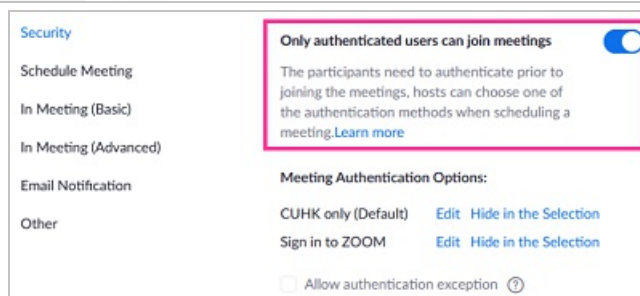 Security
Schedule Meeting
In Meeting (Basic)
In Meeting (Advanced)
Email Notification
Other
Only authenticated users can join meetings
The participants need to authenticate prior to
joining the meetings, hosts can choose one of
the authentication methods when scheduling a
meeting.Learn more
Meeting Authentication Options:
CUHK only (Default) Edit Hide in the Selection
Sign in to ZOOM Edit Hide in the Selection
Allow authentication exception ?